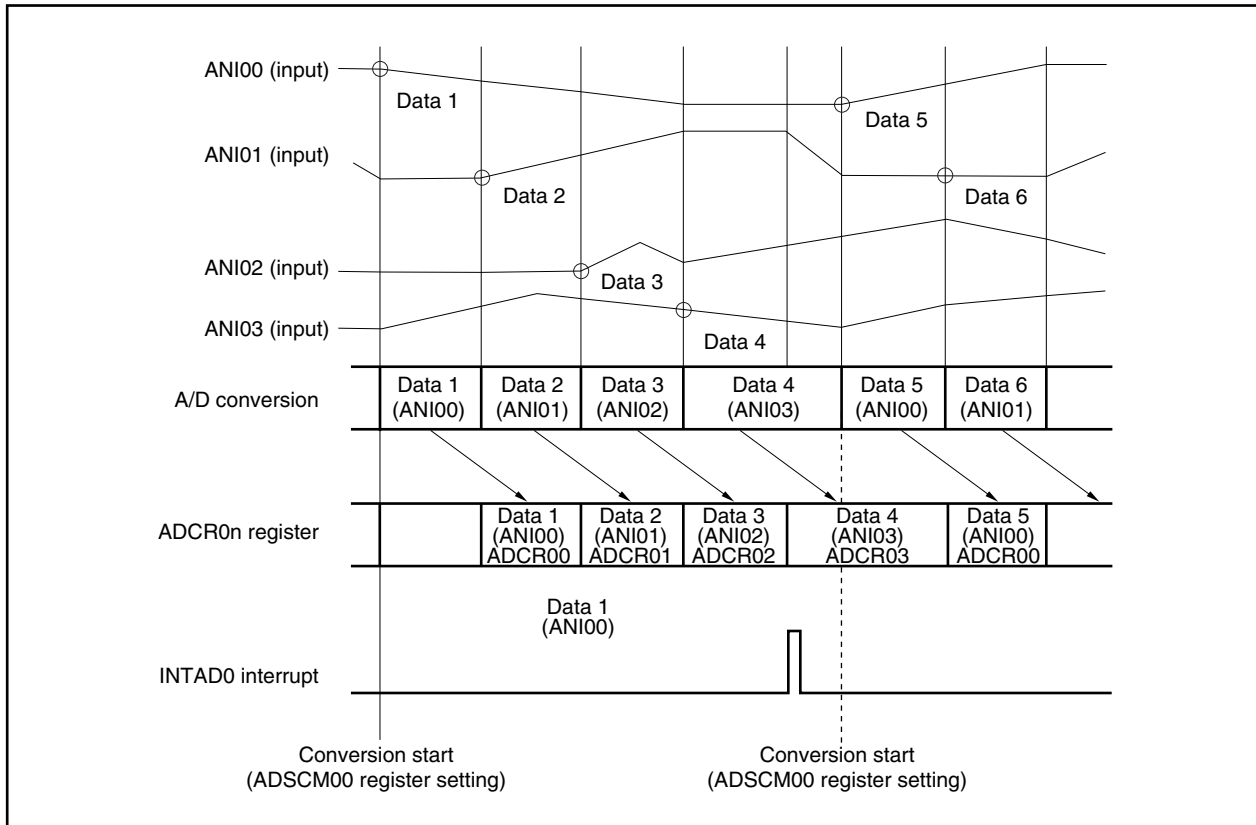 ANI00 (input)
Data 1
Data 5
ANI01 (input)
Data 2
Data 6
ANI02 (input)
Data 3
ANI03 (input)
Data 4
A/D conversion
Data 1
(ANI00)
Data 2
(ANI01)
Data 3
(ANI02)
Data 4
(ANI03)
Data 5
(ANI00)
Data 6
(ANI01)
ADCR0n register
Data 1
(ANI00)
ADCR00
Data 2
(ANI01)
ADCR01
Data 3
(ANI02)
ADCR02
Data 4
(ANI03)
ADCR03
Data 5
(ANI00)
ADCR00
Data 1
(ANI00)
INTAD0 interrupt
Conversion start
(ADSCM00 register setting)
Conversion start
(ADSCM00 register setting)